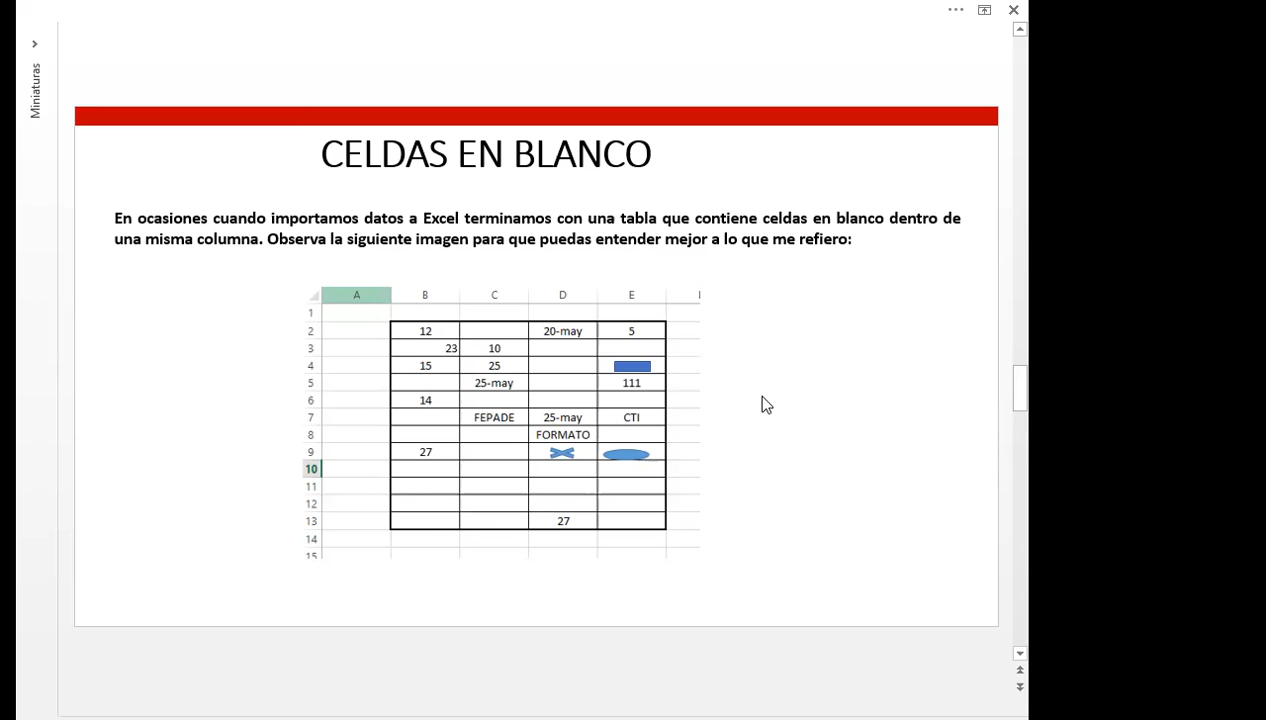 Miniaturas
CELDAS EN BLANCO
En ocasiones cuando importamos datos a Excel terminamos con una tabla que contiene celdas en blanco dentro de
una misma columna. Observa la siguiente imagen para que puedas entender mejor a lo que me refiero:
A B C D E
1
2 12 20-may 5
3 23 10
4 15 25
5 25-may 111
6 14
7 FEPADE 25-may CTI
8 FORMATO
9 27
10
11
12
13 27
14
15